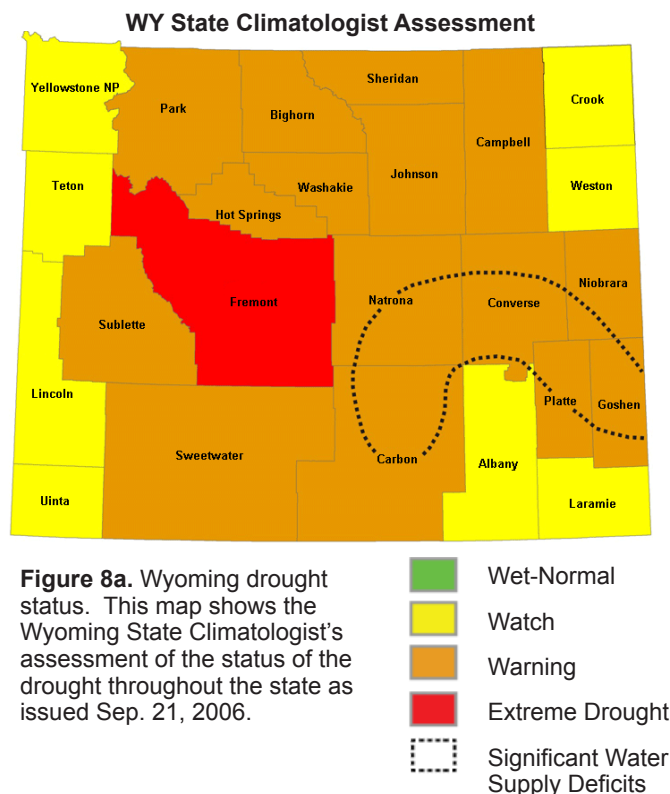 WY State Climatologist Assessment
Yellowstone NP
Park
Bighorn
Sheridan
Crook
Campbell
Teton
Hot Springs
Washakie
Johnson
Weston
Fremont
Natrona
Converse
Niobrara
Sublette
Lincoln
Platte
Goshen
Sweetwater
Carbon
Albany
Uinta
Laramie
Figure 8a. Wyoming drought
status. This map shows the
Wyoming State Climatologist's
assessment of the status of the
drought throughout the state as
issued Sep. 21, 2006.
Wet-Normal
Watch
Warning
Extreme Drought
Significant Water
Supply Deficits